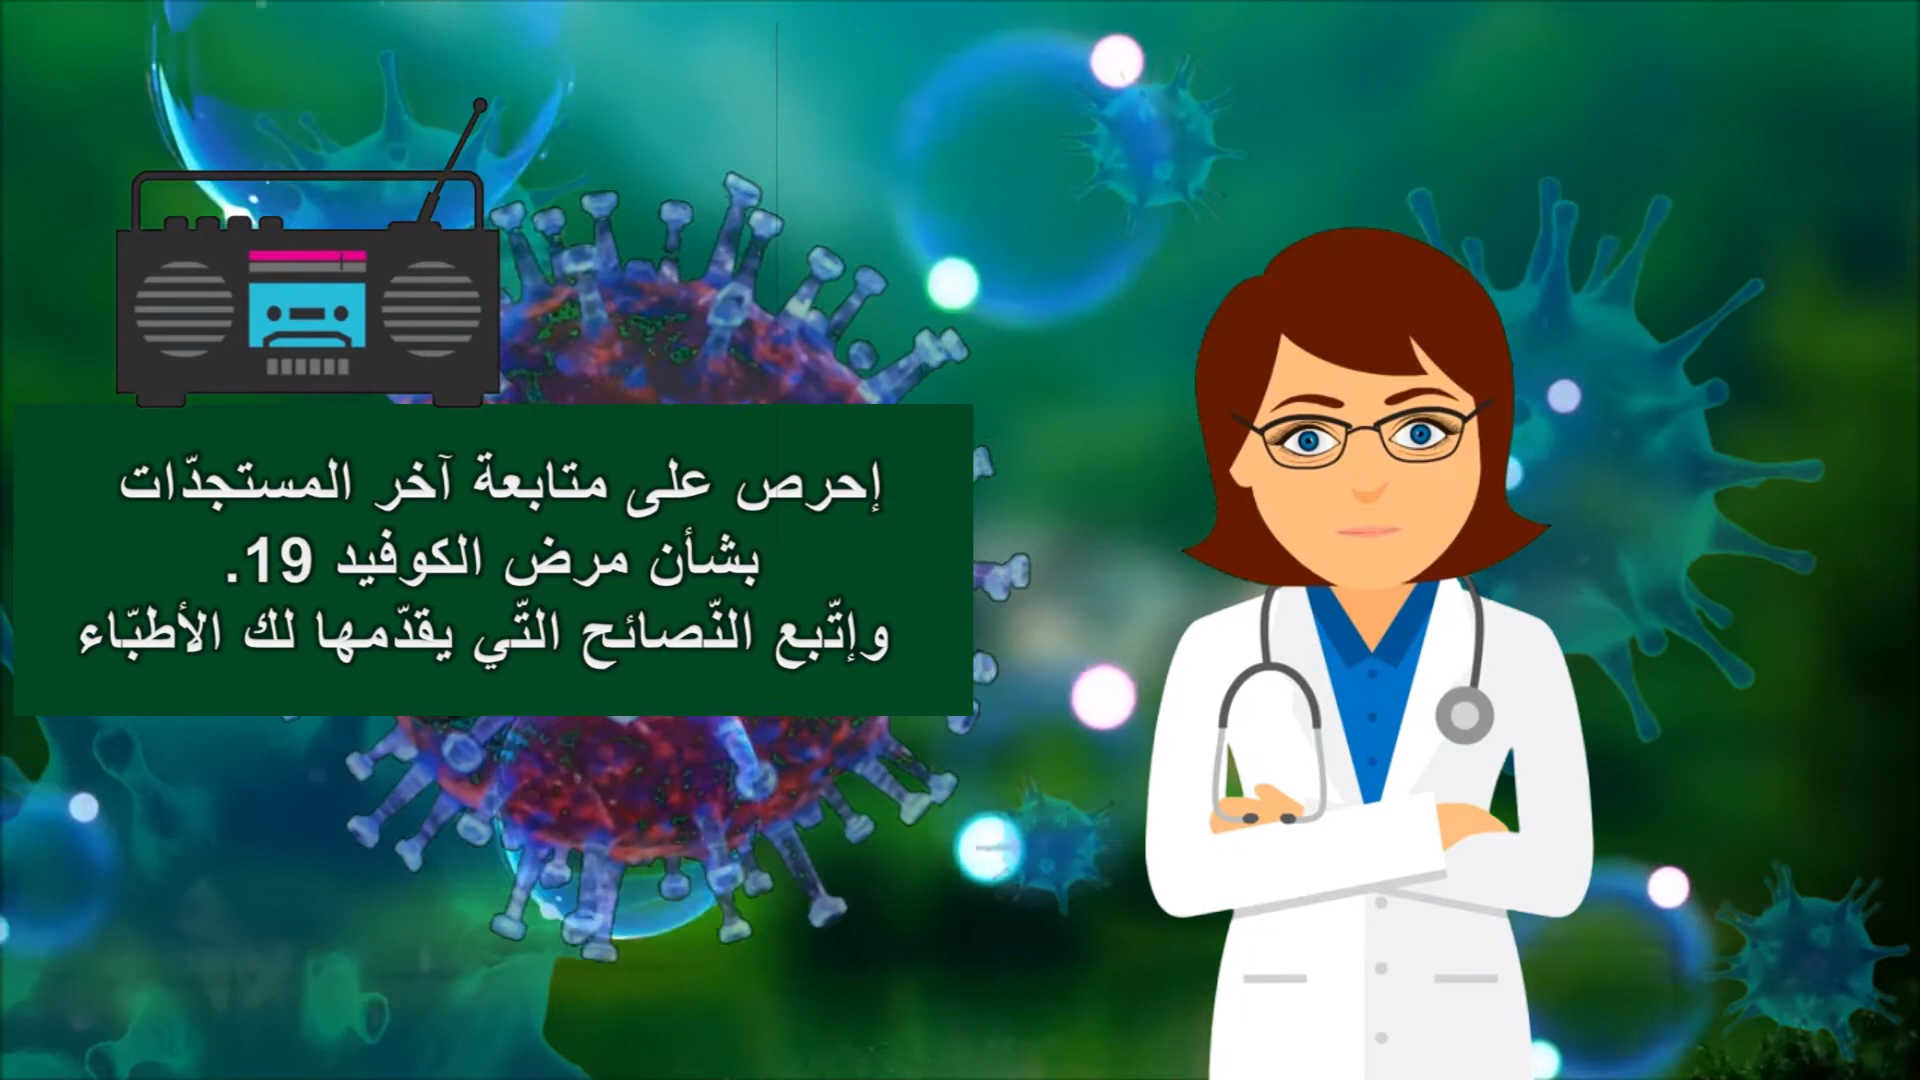 إحرص على متابعة آخر المستجدّات
بشأن مرض الكوفيد 19.
وإتّبع النّصائح التّي يقدّمها لك الأطبّاء